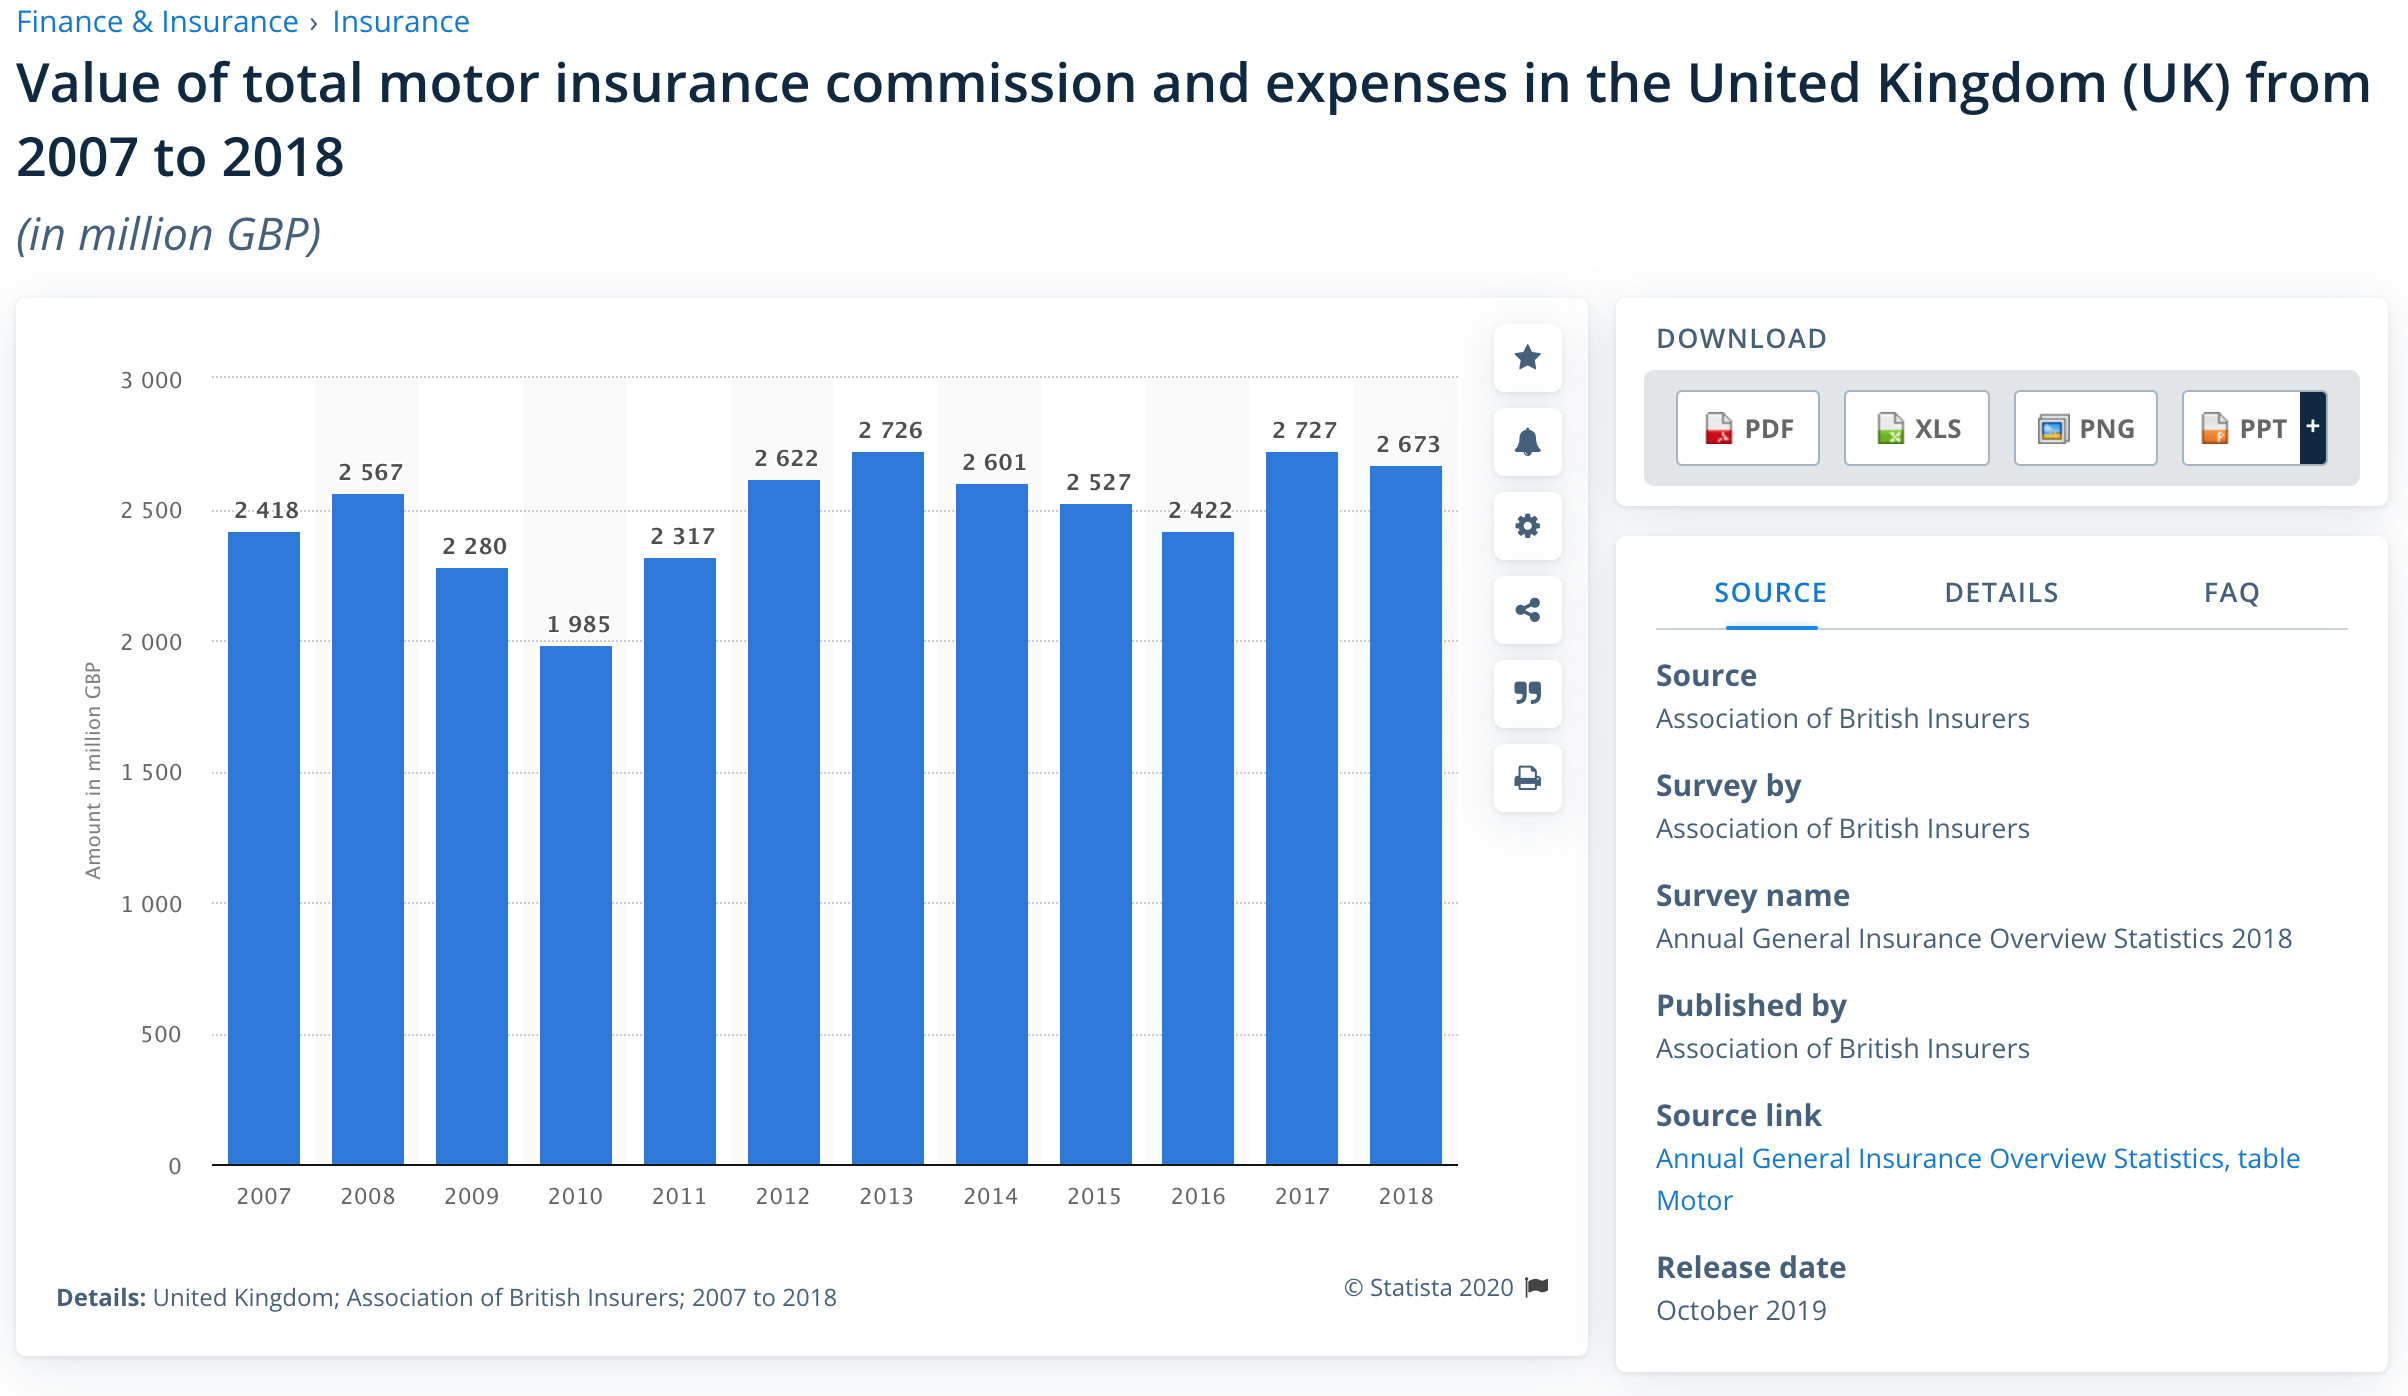 Finance & Insurance › Insurance
Value of total motor insurance commission and expenses in the United Kingdom (UK) from
2007 to 2018
(in million GBP)
Amount in million GBP
3 000
2 500
2 000
1 500
1 000
500
0
2 418
2 567
2 280
1 985
2 317
2 622
2 726
2 601
2 527
2 422
2 727
2 673
2007 2008 2009 2010 2011 2012 2013 2014 2015 2016 2017 2018
Details: United Kingdom; Association of British Insurers; 2007 to 2018
© Statista 2020
DOWNLOAD
PDF XLS PNG PPT +
SOURCE DETAILS FAQ
Source
Association of British Insurers
Survey by
Association of British Insurers
Survey name
Annual General Insurance Overview Statistics 2018
Published by
Association of British Insurers
Source link
Annual General Insurance Overview Statistics, table
Motor
Release date
October 2019